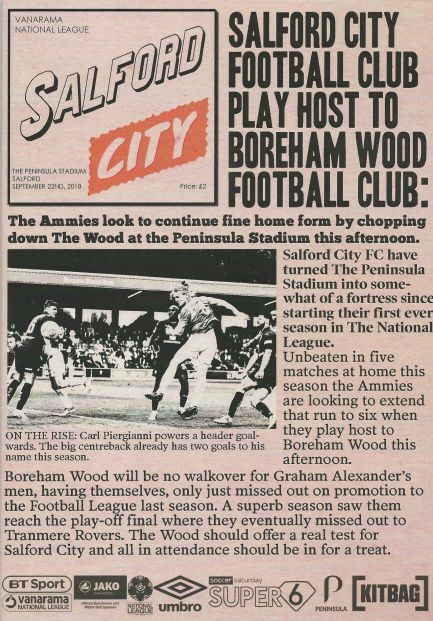 VANARAMA
NATIONAL LEAGUE
SALFORD
CITY
THE PENINSULA STADIUM
SALFORD
SEPTEMBER 22ND, 2018
Price: £2
SALFORD CITY
FOOTBALL CLUB
PLAY HOST TO
BOREHAM WOOD
FOOTBALL CLUB:
The Ammies look to continue fine home form by chopping
down The Wood at the Peninsula Stadium this afternoon.
Salford City FC have
turned The Peninsula
Stadium into some-
what of a fortress since
starting their first ever
season in The National
League.
Unbeaten in five
matches at home this
season the Ammies
are looking to extend
that run to six when
they play host to
Boreham Wood this
afternoon.
ON THE RISE: Carl Piergianni powers a header goal-
wards. The big centreback already has two goals to his
name this season.
Boreham Wood will be no walkover for Graham Alexander's
men, having themselves, only just missed out on promotion to
the Football League last season. A superb season saw them
reach the play-off final where they eventually missed out to
Tranmere Rovers. The Wood should offer a real test for
Salford City and all in attendance should be in for a treat.
BT Sport
vanarama
NATIONAL LEAGUE
JAKO
NATIONAL
LEAGUE
umbro
soccer saturday
SUPER 6
PENINSULA
[KITBAG]